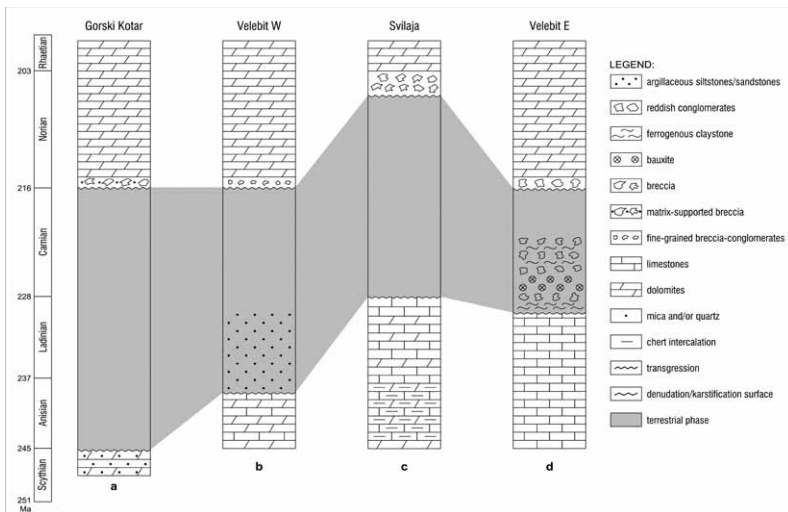 Gorski Kotar
Velebit W
Svilaja
Velebit E
Rhaetian
203
Norian
216
Carnian
228
Ladinian
237
Anisian
245
Scythian
251
Ma
a
b
c
d
LEGEND:
argillaceous siltstones/sandstones
reddish conglomerates
ferrogenous claystone
bauxite
breccia
matrix-supported breccia
fine-grained breccia-conglomerates
limestones
dolomites
mica and/or quartz
chert intercalation
transgression
denudation/karstification surface
terrestrial phase